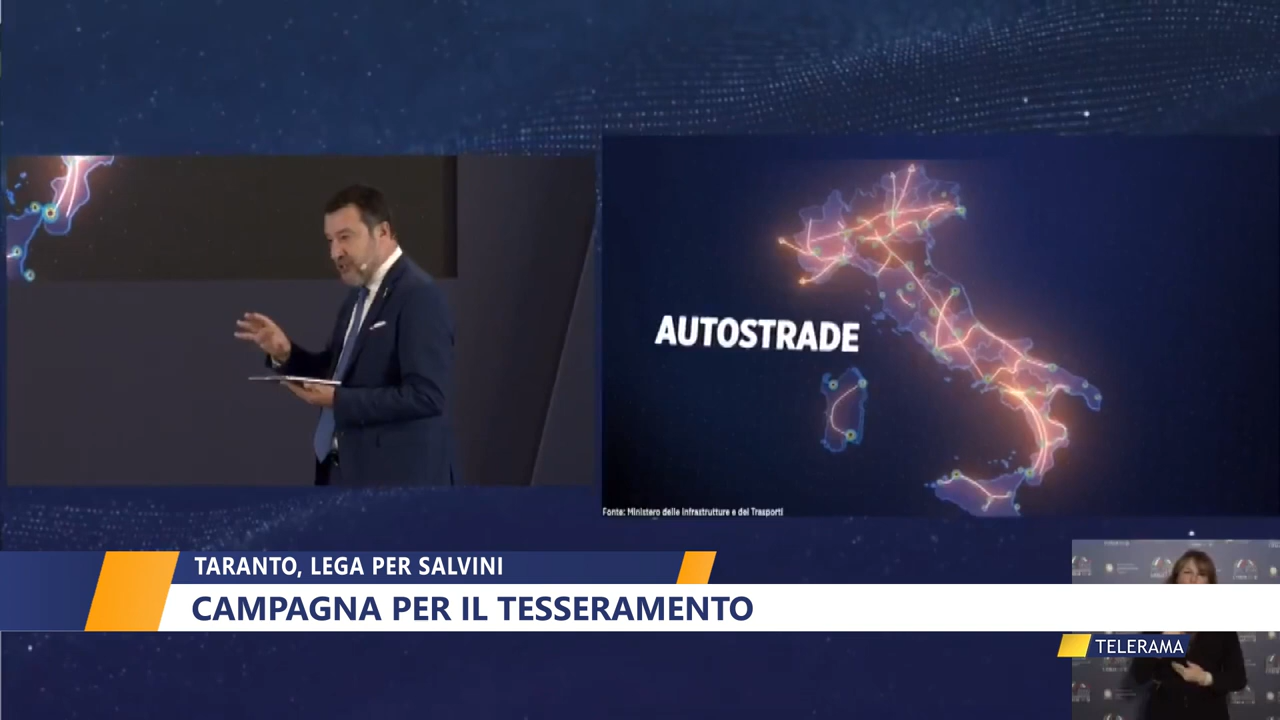 AUTOSTRADE
Fonte: Ministero delle Infrastrutture e dei Trasporti
TARANTO, LEGA PER SALVINI
CAMPAGNA PER IL TESSERAMENTO
TELERAMA